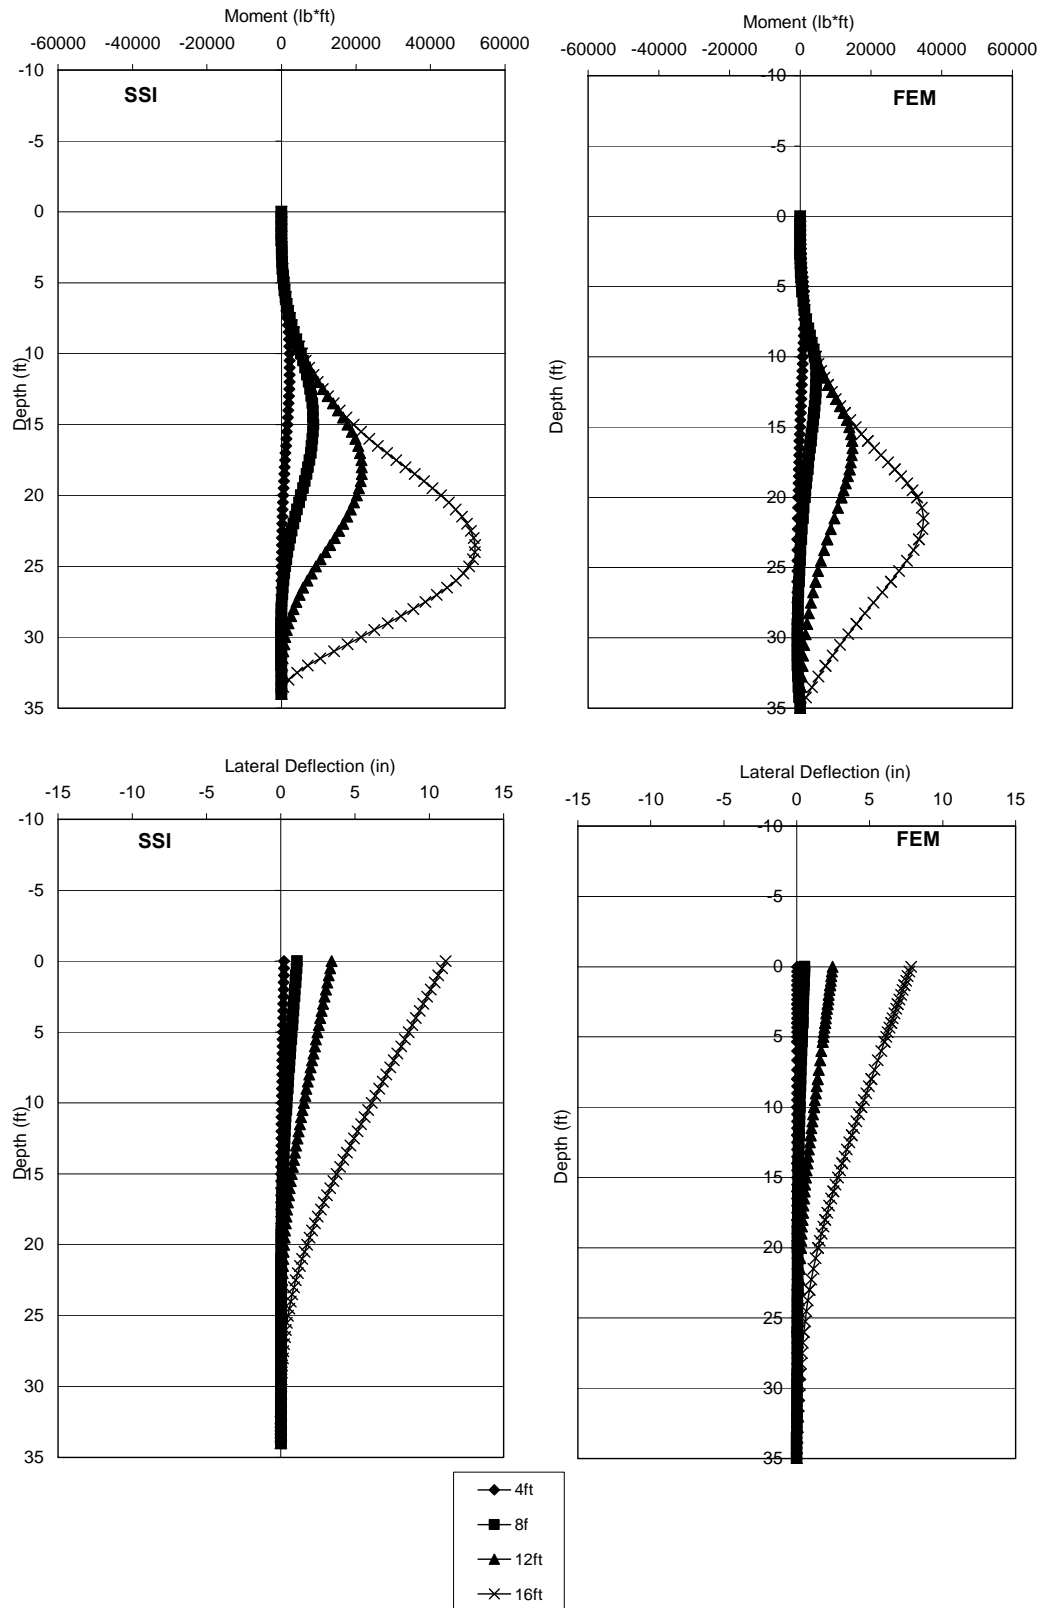 Moment (lb*ft)
-60000 -40000 -20000 0 20000 40000 60000
-10
-5
0
5
10
15
20
25
30
35
Depth (ft)
SSI
Moment (lb*ft)
-60000 -40000 -20000 0 20000 40000 60000
-10
-5
0
5
10
15
20
25
30
35
Depth (ft)
FEM
Lateral Deflection (in)
-15 -10 -5 0 5 10 15
-10
-5
0
5
10
15
20
25
30
35
Depth (ft)
SSI
Lateral Deflection (in)
-15 -10 -5 0 5 10 15
-10
-5
0
5
10
15
20
25
30
35
Depth (ft)
FEM
4ft
8f
12ft
16ft